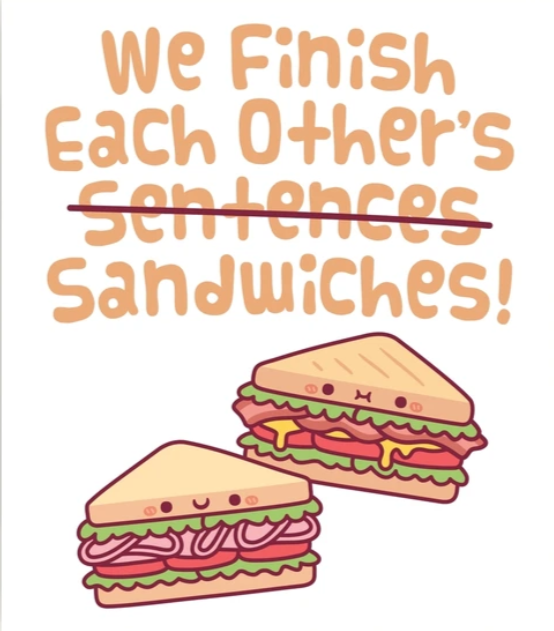 We Finish
Each Other's
Sentences
Sandwiches!